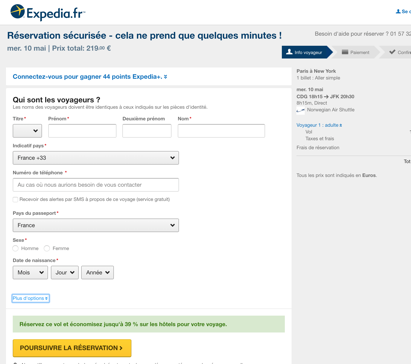 Expedia.fr
Se c
Réservation sécurisée - cela ne prend que quelques minutes !
Besoin d'aide pour réserver ? 01 57 32
mer. 10 mai | Prix total: 219,00 €
Info voyageur
Paiement
Confir
Connectez-vous pour gagner 44 points Expedia+.
Qui sont les voyageurs ?
Les noms des voyageurs doivent être identiques à ceux indiqués sur les pièces d'identité.
Titre* Prénom* Deuxième prénom Nom*
Indicatif pays*
France +33
Numéro de téléphone *
Au cas où nous aurions besoin de vous contacter
Recevoir des alertes par SMS à propos de ce voyage (service gratuit)
Pays du passeport*
France
Sexe*
Homme Femme
Date de naissance*
Mois Jour Année
Plus d'options
Réservez ce vol et économisez jusqu'à 39 % sur les hôtels pour votre voyage.
POURSUIVRE LA RÉSERVATION
Paris à New York
1 billet : Aller simple
mer. 10 mai
CDG 18h15 → JFK 20h30
8h15m, Direct
Norwegian Air Shuttle
Voyageur 1 : adulte
Vol
Taxes et frais
Frais de réservation
Tot
Tous les prix sont indiqués en Euros.